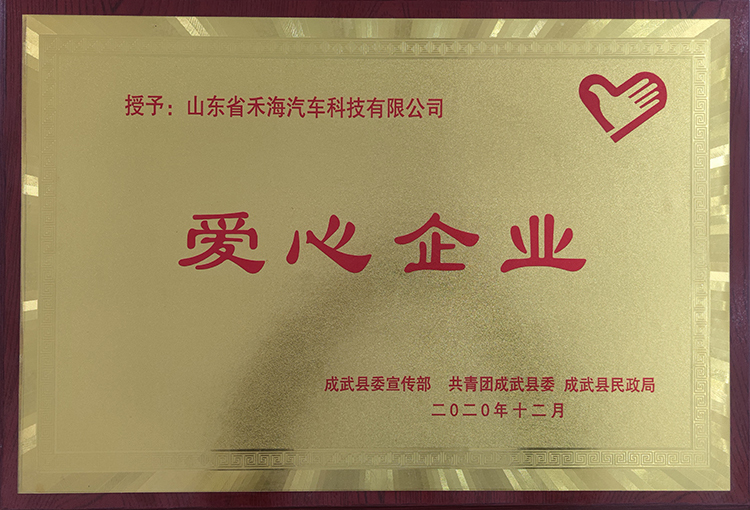 授予：山东省禾海汽车科技有限公司
爱心企业
成武县委宣传部 共青团成武县委 成武县民政局
二〇二〇年十二月